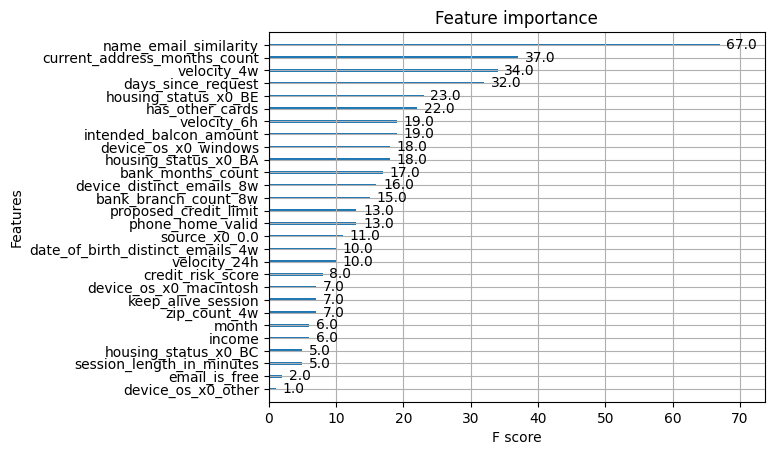 Feature importance
name_email_similarity 67.0
current_address_months_count 37.0
velocity_4w 34.0
days_since_request 32.0
housing_status_x0_BE 23.0
has_other_cards 22.0
velocity_6h 19.0
intended_balcon_amount 19.0
device_os_x0_windows 18.0
housing_status_x0_BA 18.0
bank_months_count 17.0
device_distinct_emails_8w 16.0
bank_branch_count_8w 15.0
proposed_credit_limit 13.0
phone_home_valid 13.0
source_x0_0.0 11.0
date_of_birth_distinct_emails_4w 10.0
velocity_24h 10.0
credit_risk_score 8.0
device_os_x0_macintosh 7.0
keep_alive_session 7.0
zip_count_4w 7.0
month 6.0
income 6.0
housing_status_x0_BC 5.0
session_length_in_minutes 5.0
email_is_free 2.0
device_os_x0_other 1.0
Features
0 10 20 30 40 50 60 70
F score